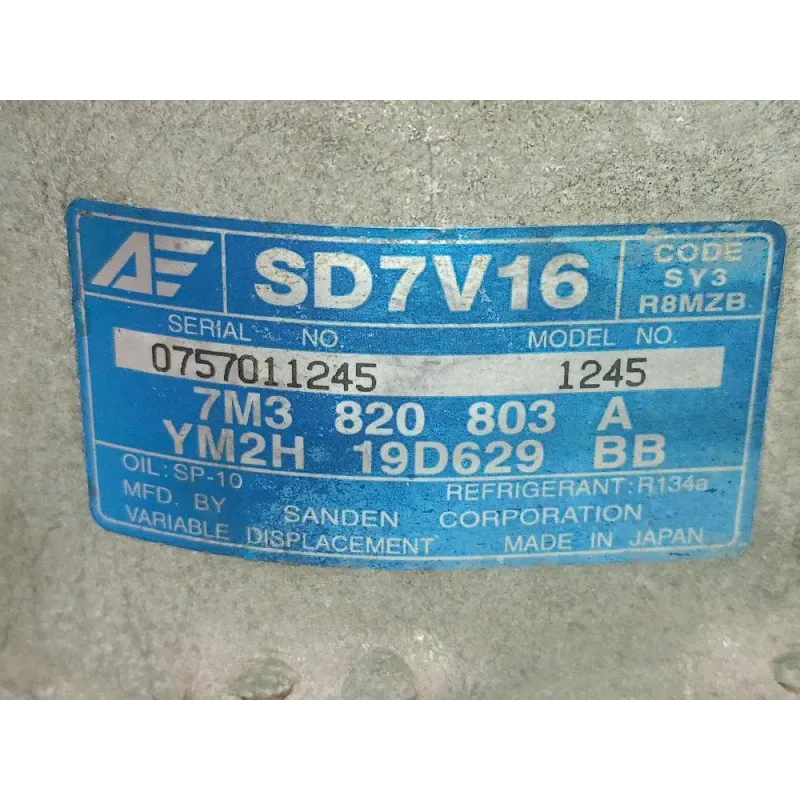 AE SD7V16 CODE
SY3
R8MZB
SERIAL NO. MODEL NO.
0757011245 1245
7M3 820 803 A
YM2H 19D629 BB
OIL: SP-10 REFRIGERANT: R134a
MFD. BY SANDEN CORPORATION
VARIABLE DISPLACEMENT MADE IN JAPAN